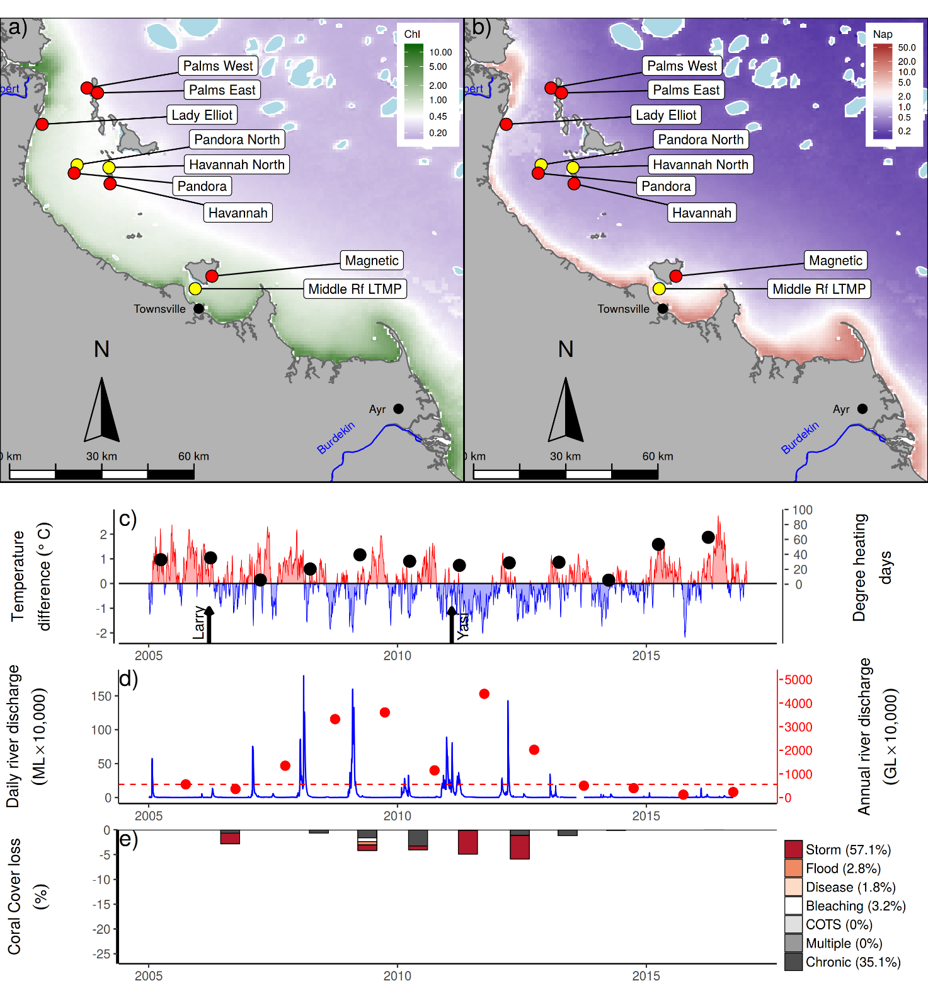 a)
Chl
10.00
5.00
2.00
1.00
0.45
0.20
Palms West
Palms East
Lady Elliot
Pandora North
Havannah North
Pandora
Havannah
Magnetic
Middle Rf LTMP
Townsville
Ayr
Burdekin
bert
N
0 km
30 km
60 km
b)
Nap
50.0
20.0
10.0
5.0
2.0
1.0
0.5
0.2
Palms West
Palms East
Lady Elliot
Pandora North
Havannah North
Pandora
Havannah
Magnetic
Middle Rf LTMP
Townsville
Ayr
Burdekin
bert
N
0 km
30 km
60 km
c)
Temperature
difference (° C)
2
1
0
-1
-2
Larry
Yasi
100
80
60
40
20
0
Degree heating
days
2005
2010
2015
d)
Daily river discharge
(ML × 10,000)
150
100
50
0
5000
4000
3000
2000
1000
0
Annual river discharge
(GL × 10,000)
2005
2010
2015
e)
Coral Cover loss
(%)
0
-5
-10
-15
-20
-25
2005
2010
2015
Storm (57.1%)
Flood (2.8%)
Disease (1.8%)
Bleaching (3.2%)
COTS (0%)
Multiple (0%)
Chronic (35.1%)